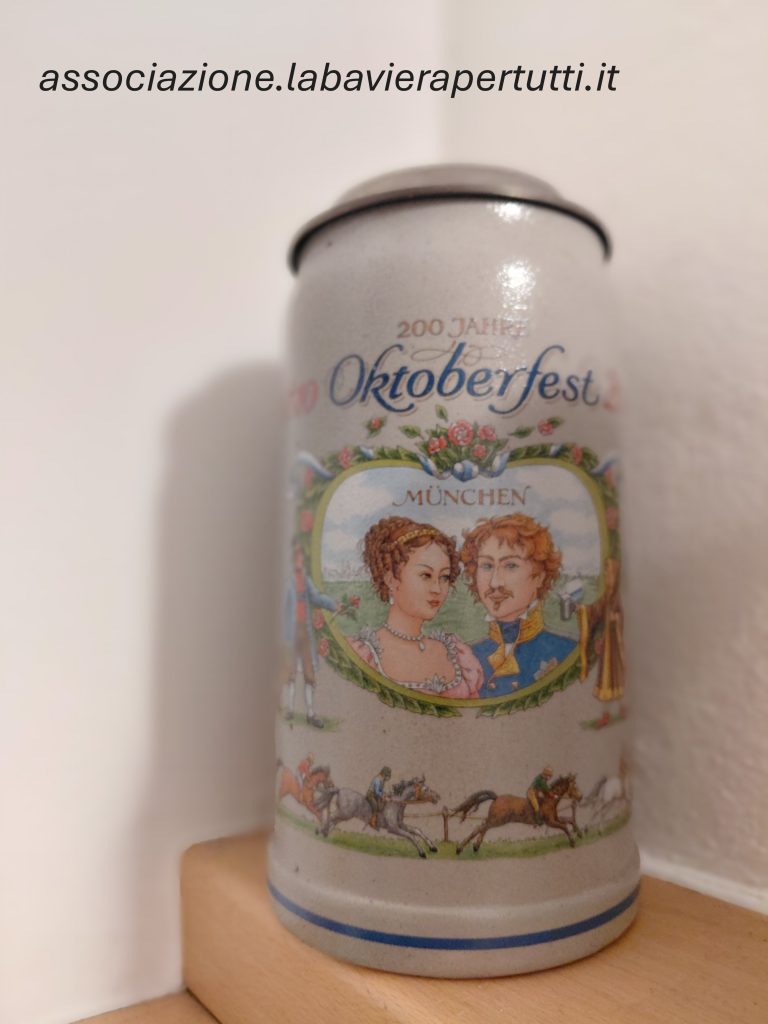 associazione.labavierapertutti.it
200 JAHRE
Oktoberfest
MÜNCHEN